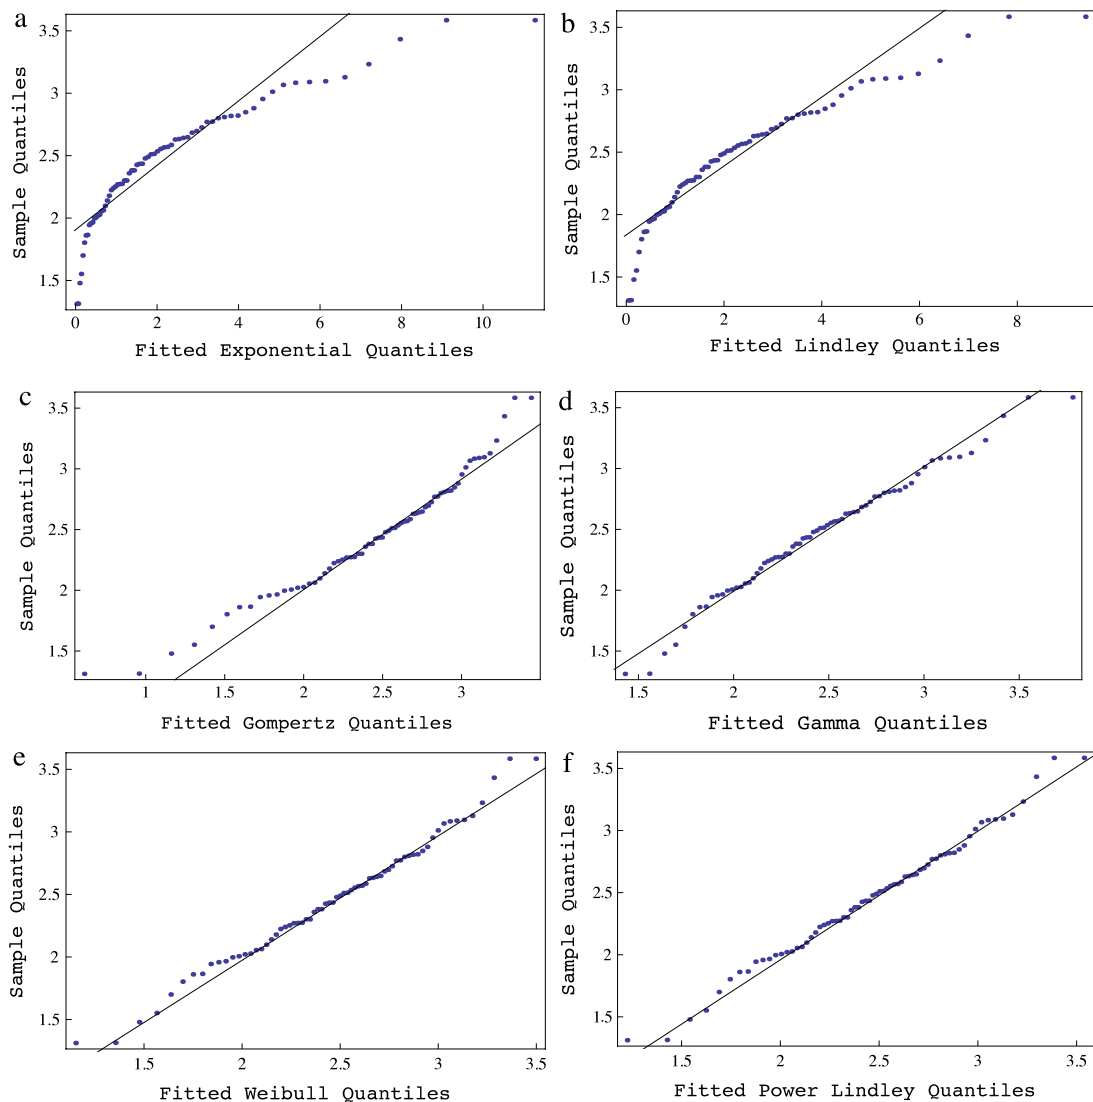 a
Sample Quantiles
3.5
3
2.5
2
1.5
0 2 4 6 8 10
Fitted Exponential Quantiles
b
Sample Quantiles
3.5
3
2.5
2
1.5
0 2 4 6 8
Fitted Lindley Quantiles
c
Sample Quantiles
3.5
3
2.5
2
1.5
1 1.5 2 2.5 3
Fitted Gompertz Quantiles
d
Sample Quantiles
3.5
3
2.5
2
1.5
1.5 2 2.5 3 3.5
Fitted Gamma Quantiles
e
Sample Quantiles
3.5
3
2.5
2
1.5
1.5 2 2.5 3 3.5
Fitted Weibull Quantiles
f
Sample Quantiles
3.5
3
2.5
2
1.5
1.5 2 2.5 3 3.5
Fitted Power Lindley Quantiles